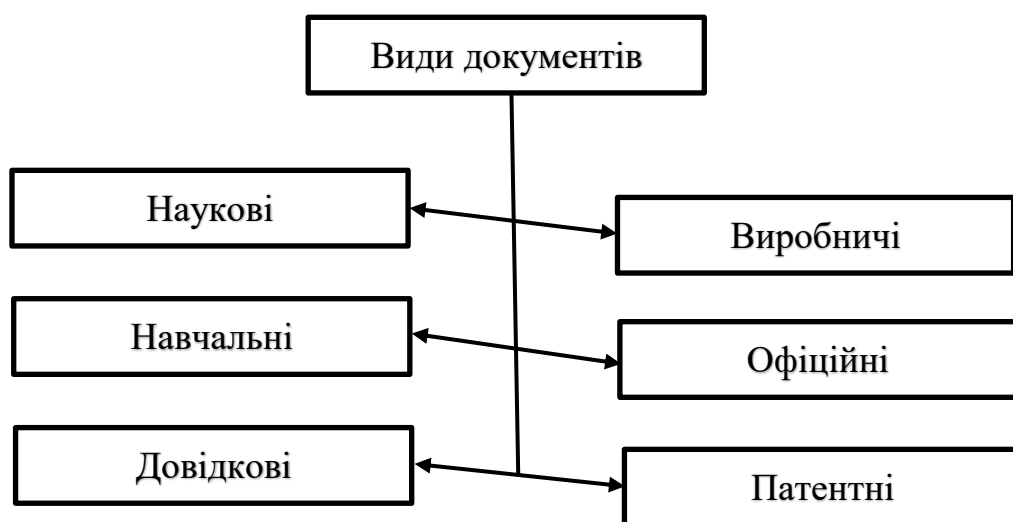 Види документів
Наукові
Виробничі
Навчальні
Офіційні
Довідкові
Патентні